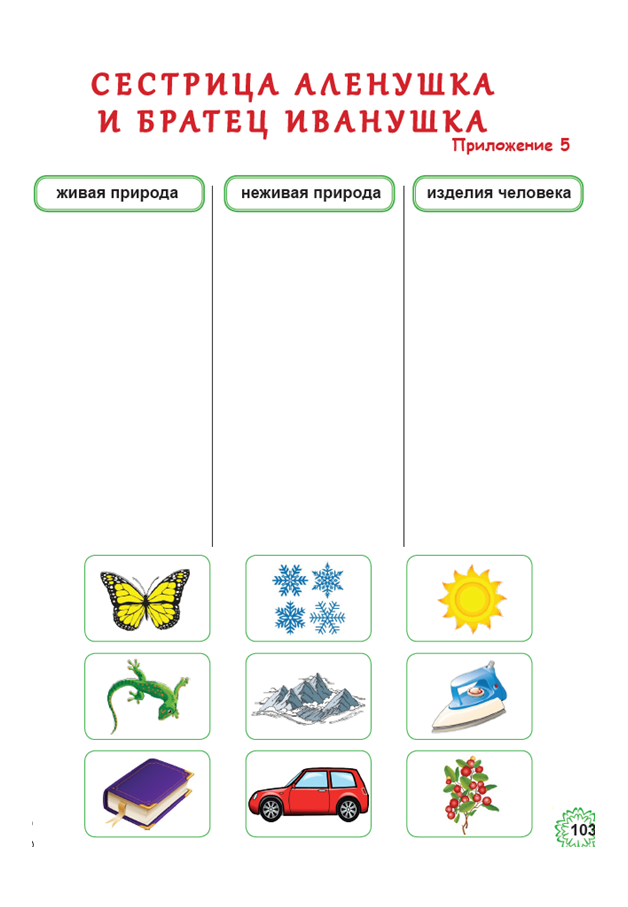 СЕСТРИЦА АЛЕНУШКА
И БРАТЕЦ ИВАНУШКА
Приложение 5
живая природа
неживая природа
изделия человека
103